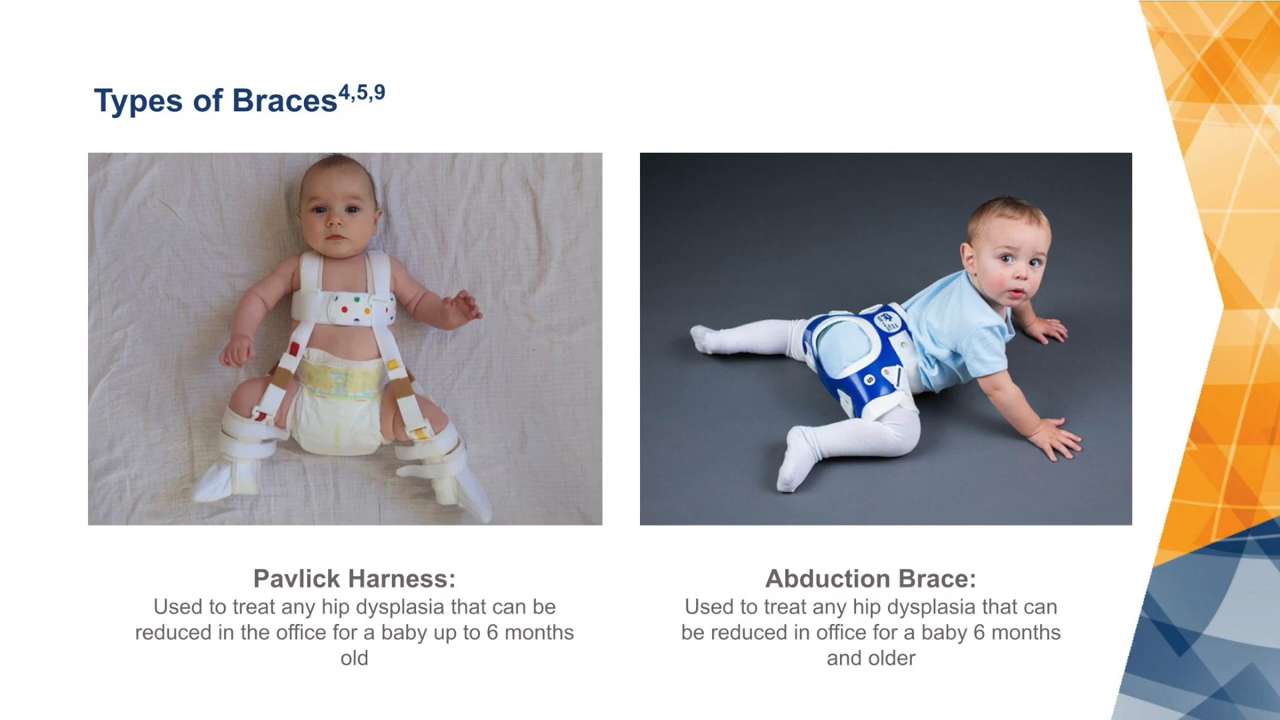 Types of Braces4,5,9
Pavlick Harness:
Used to treat any hip dysplasia that can be
reduced in the office for a baby up to 6 months
old
Abduction Brace:
Used to treat any hip dysplasia that can
be reduced in office for a baby 6 months
and older